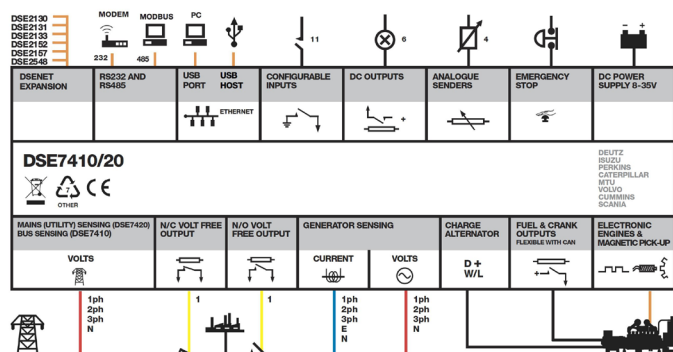 DSE2130
DSE2131
DSE2133
DSE2152
DSE2157
DSE2548
MODEM
MODBUS
PC
232
485
11
6
4
- +
DSENET
EXPANSION
RS232 AND
RS485
USB
PORT
USB
HOST
ETHERNET
CONFIGURABLE
INPUTS
DC OUTPUTS
+
ANALOGUE
SENDERS
EMERGENCY
STOP
DC POWER
SUPPLY 8-35V
DSE7410/20
7
OTHER
CE
DEUTZ
ISUZU
PERKINS
CATERPILLAR
MTU
VOLVO
CUMMINS
SCANIA
MAINS (UTILITY) SENSING (DSE7420)
BUS SENSING (DSE7410)
VOLTS
N/C VOLT FREE
OUTPUT
N/O VOLT
FREE OUTPUT
GENERATOR SENSING
CURRENT
VOLTS
CHARGE
ALTERNATOR
D +
W/L
FUEL & CRANK
OUTPUTS
FLEXIBLE WITH CAN
+
ELECTRONIC
ENGINES &
MAGNETIC PICK-UP
1ph
2ph
3ph
N
1
1
1ph
2ph
3ph
E
N
1ph
2ph
3ph
N